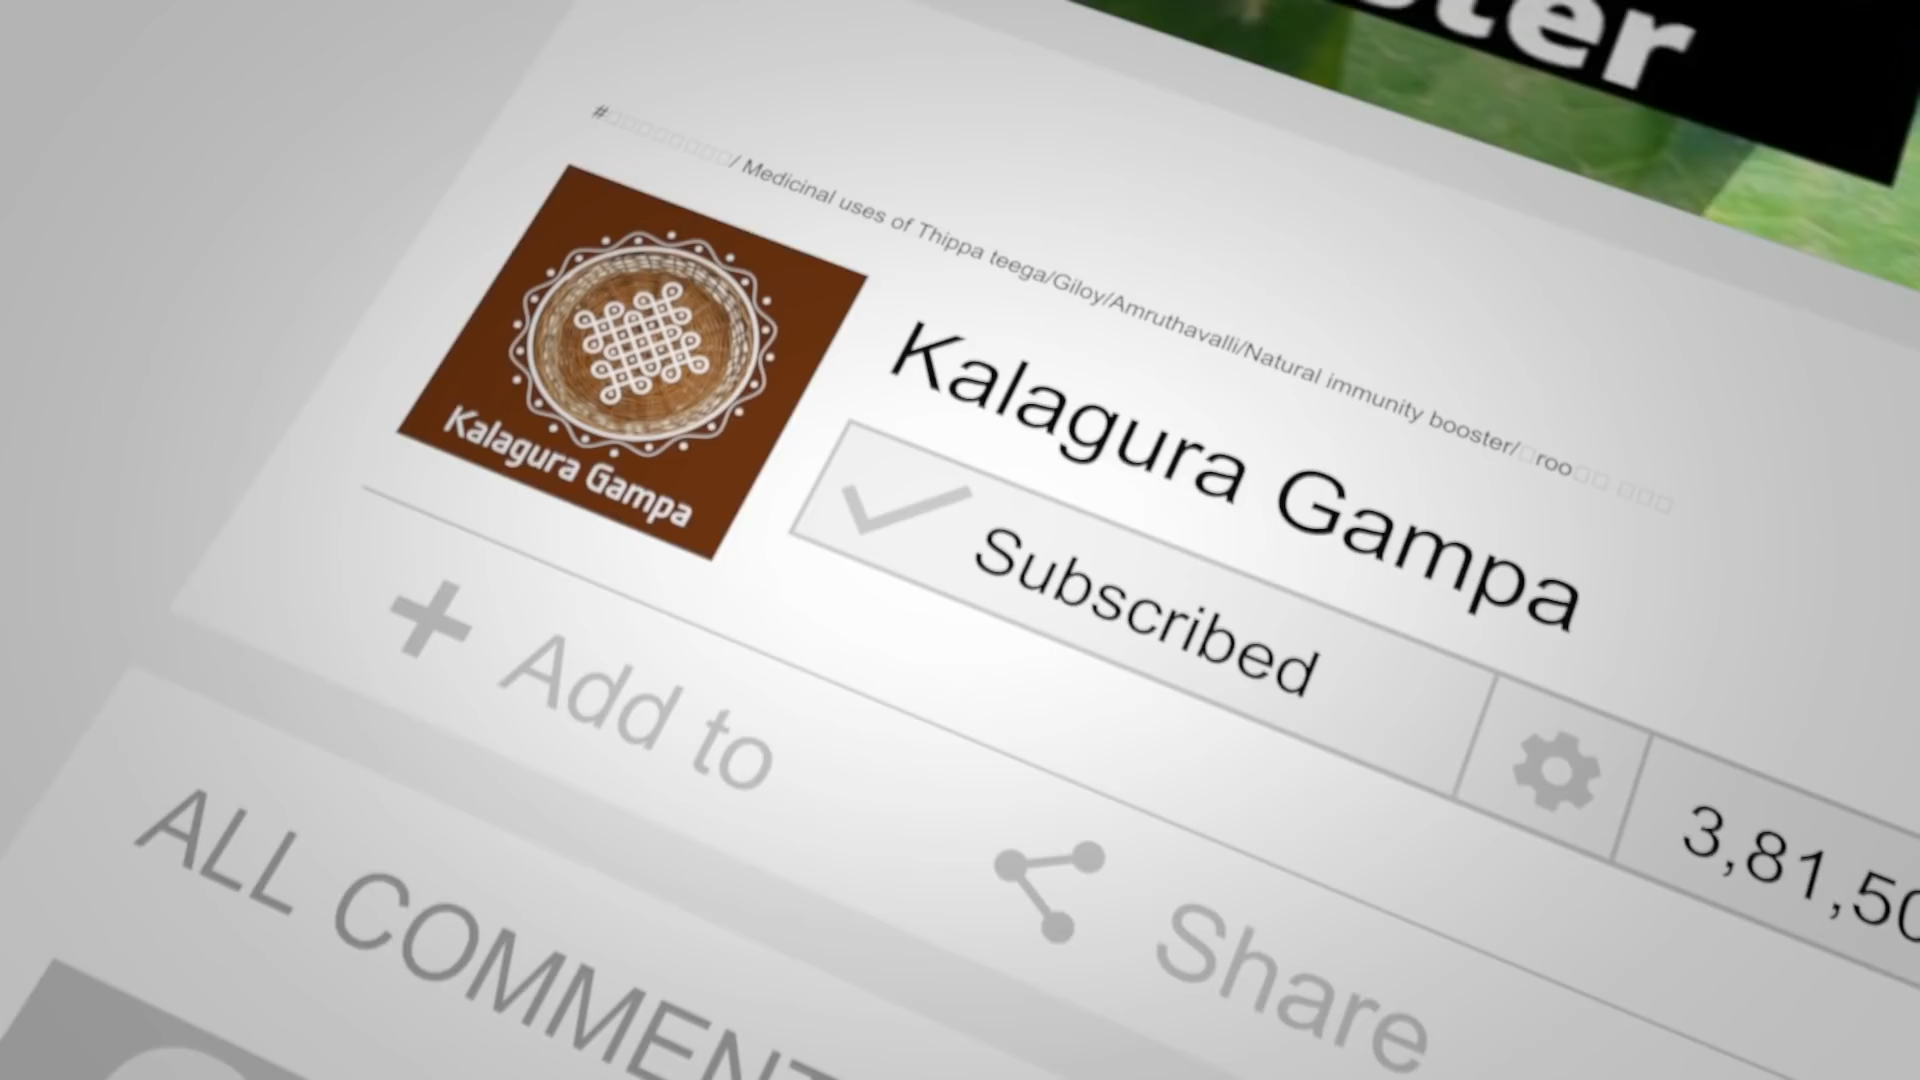 ster
#▯▯▯▯▯▯▯▯/ Medicinal uses of Thippa teega/Giloy/Amruthavalli/Natural immunity booster/▯roo▯▯ ▯▯▯
Kalagura Gampa
Kalagura Gampa
Subscribed
3,81,50
Add to
Share
ALL COMMENT